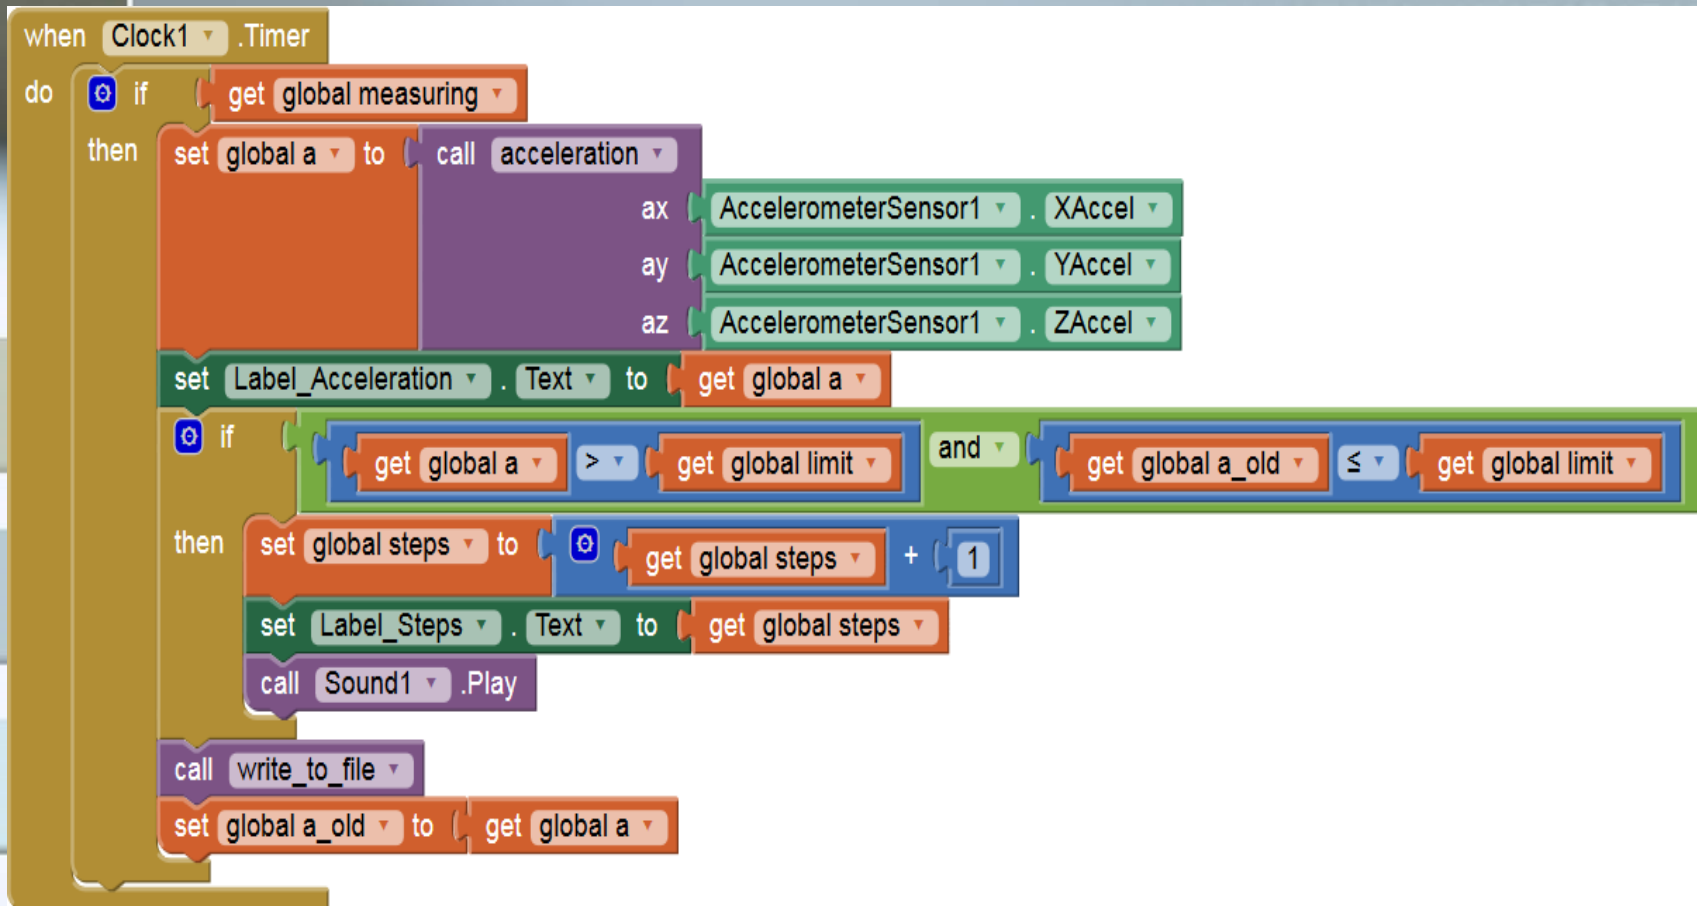 when Clock1 .Timer
do if get global measuring
then set global a to call acceleration
ax AccelerometerSensor1 . XAccel
ay AccelerometerSensor1 . YAccel
az AccelerometerSensor1 . ZAccel
set Label_Acceleration . Text to get global a
if get global a > get global limit and get global a_old ≤ get global limit
then set global steps to get global steps + 1
set Label_Steps . Text to get global steps
call Sound1 .Play
call write_to_file
set global a_old to get global a